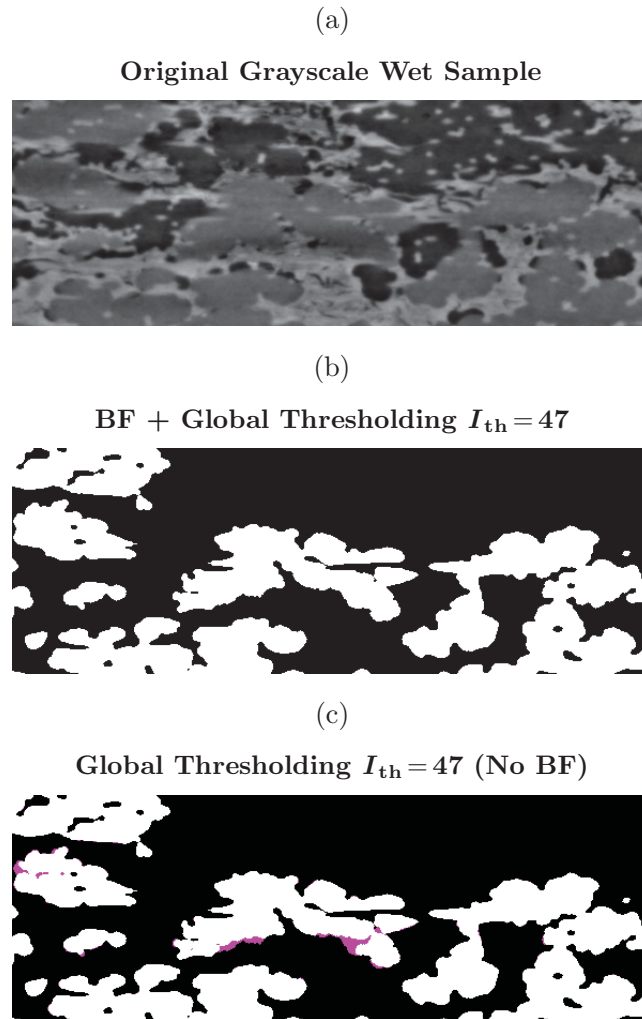 (a)
Original Grayscale Wet Sample
(b)
BF + Global Thresholding I_th = 47
(c)
Global Thresholding I_th = 47 (No BF)